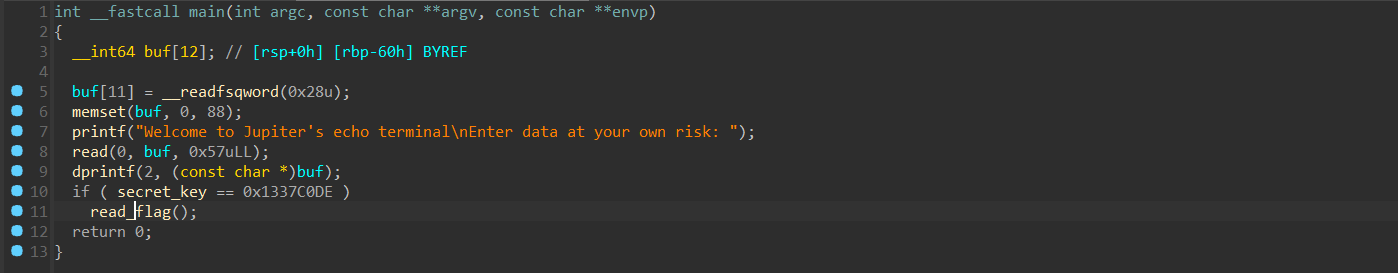 1 int __fastcall main(int argc, const char **argv, const char **envp)
2 {
3 __int64 buf[12]; // [rsp+0h] [rbp-60h] BYREF
4
5 buf[11] = __readfsqword(0x28u);
6 memset(buf, 0, 88);
7 printf("Welcome to Jupiter's echo terminal\nEnter data at your own risk: ");
8 read(0, buf, 0x57uLL);
9 dprintf(2, (const char *)buf);
10 if ( secret_key == 0x1337C0DE )
11 read_flag();
12 return 0;
13 }